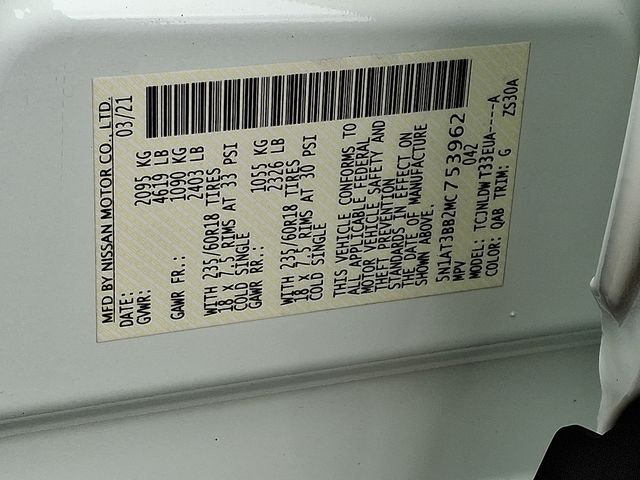 MFD BY NISSAN MOTOR CO., LTD.
DATE: 03/21
GVWR: 2095 KG
4619 LB
GAWR FR.: 1090 KG
2403 LB
WITH 235/60R18 TIRES
18 X 7.5 RIMS AT 33 PSI
COLD SINGLE
GAWR RR.: 1055 KG
2326 LB
WITH 235/60R18 TIRES
18 X 7.5 RIMS AT 30 PSI
COLD SINGLE
THIS VEHICLE CONFORMS TO
ALL APPLICABLE FEDERAL
MOTOR VEHICLE SAFETY AND
THEFT PREVENTION
STANDARDS IN EFFECT ON
THE DATE OF MANUFACTURE
SHOWN ABOVE.
5N1AT3BB2MC753962
MPV 042
MODEL: TCJNLDWT33EUA----A
COLOR: QAB TRIM: G ZS30A